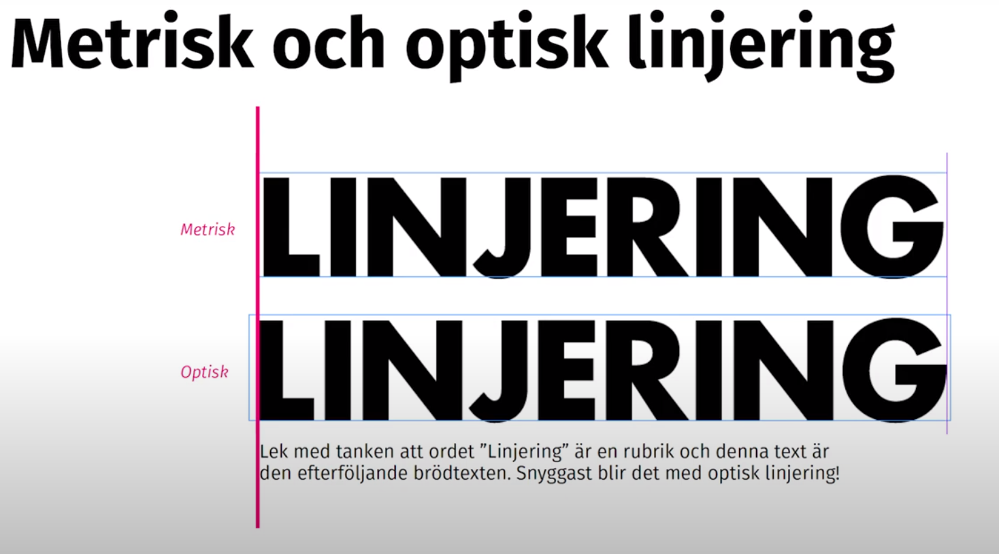 Metrisk och optisk linjering
Metrisk
LINJERING
Optisk
LINJERING
Lek med tanken att ordet ”Linjering” är en rubrik och denna text är
den efterföljande brödtexten. Snyggast blir det med optisk linjering!